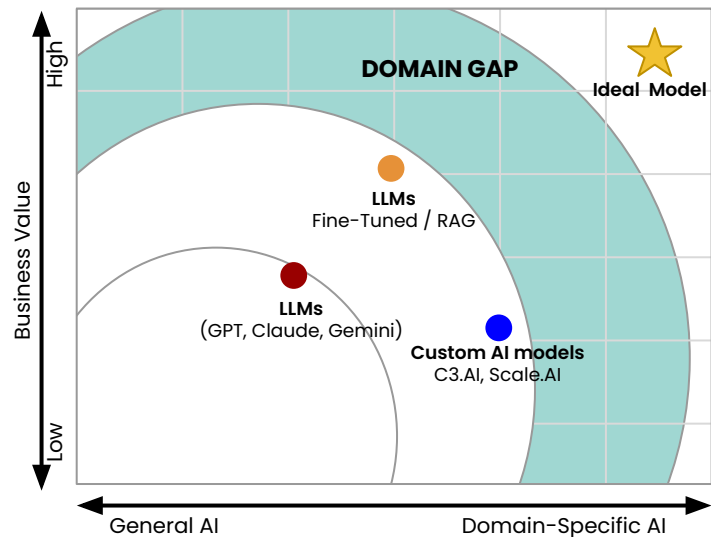 High
DOMAIN GAP
Ideal Model
LLMs
Fine-Tuned / RAG
Business Value
LLMs
(GPT, Claude, Gemini)
Custom AI models
C3.AI, Scale.AI
Low
General AI
Domain-Specific AI